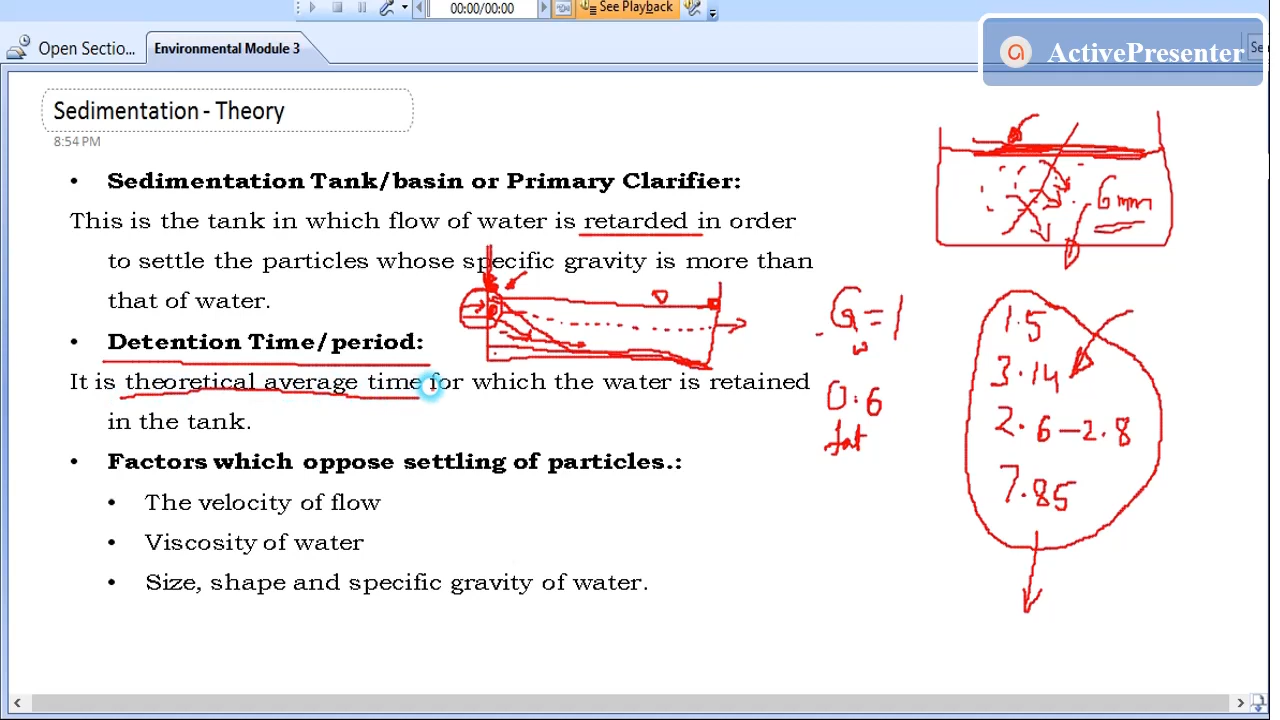 00:00/00:00
See Playback
Open Sectio...
Environmental Module 3
ActivePresenter
Se
Sedimentation - Theory
8:54 PM
• Sedimentation Tank/basin or Primary Clarifier:
This is the tank in which flow of water is retarded in order
to settle the particles whose specific gravity is more than
that of water.
• Detention Time/period:
It is theoretical average time for which the water is retained
in the tank.
• Factors which oppose settling of particles.:
• The velocity of flow
• Viscosity of water
• Size, shape and specific gravity of water.
6mm
G = 1
w
0.6
fat
1.5
3.14
2.6-2.8
7.85